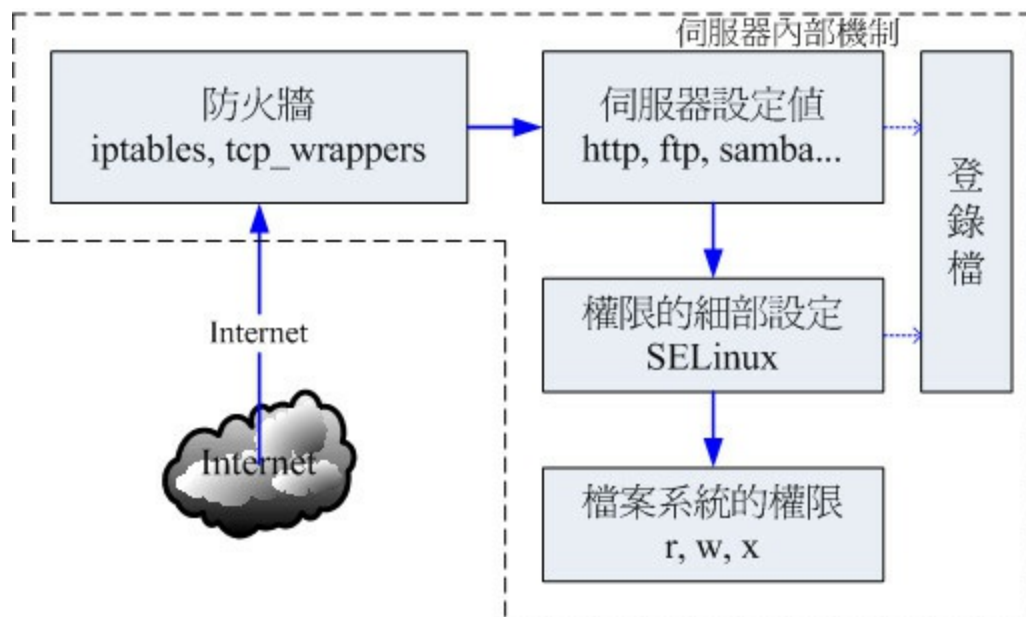 伺服器內部機制
防火牆
iptables, tcp_wrappers
伺服器設定值
http, ftp, samba...
登
錄
檔
權限的細部設定
SELinux
Internet
Internet
檔案系統的權限
r, w, x